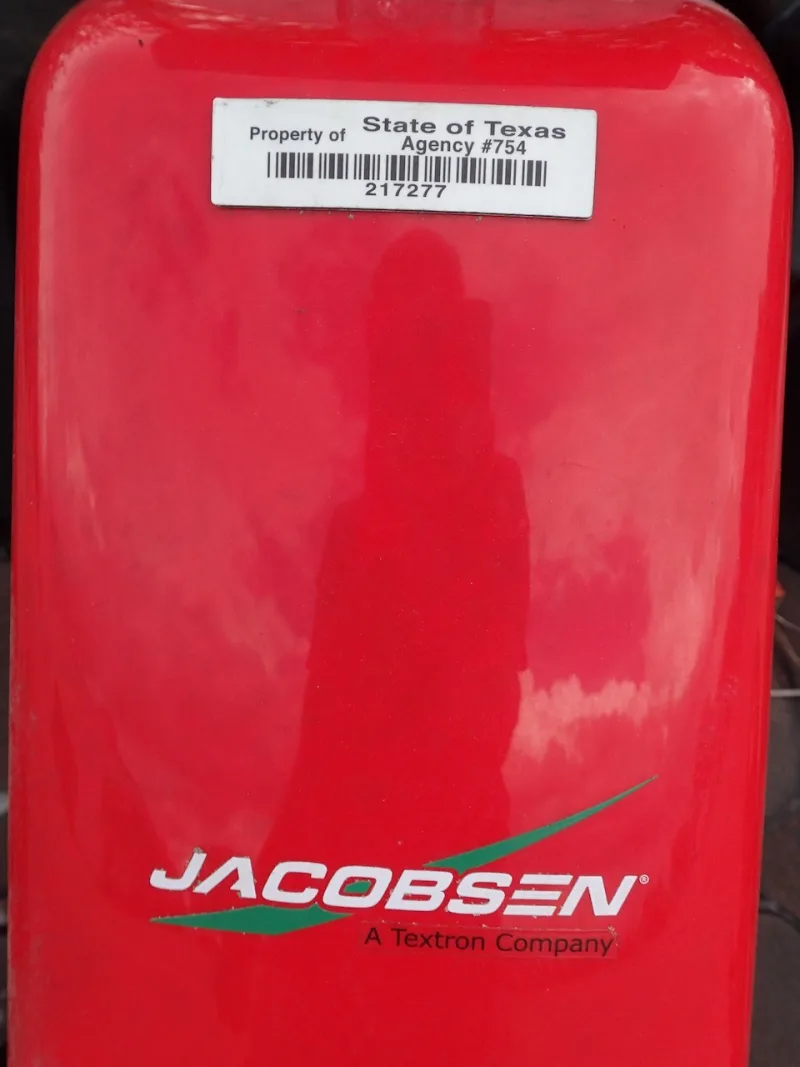 Property of State of Texas
Agency #754
217277
JACOBSEN®
A Textron Company